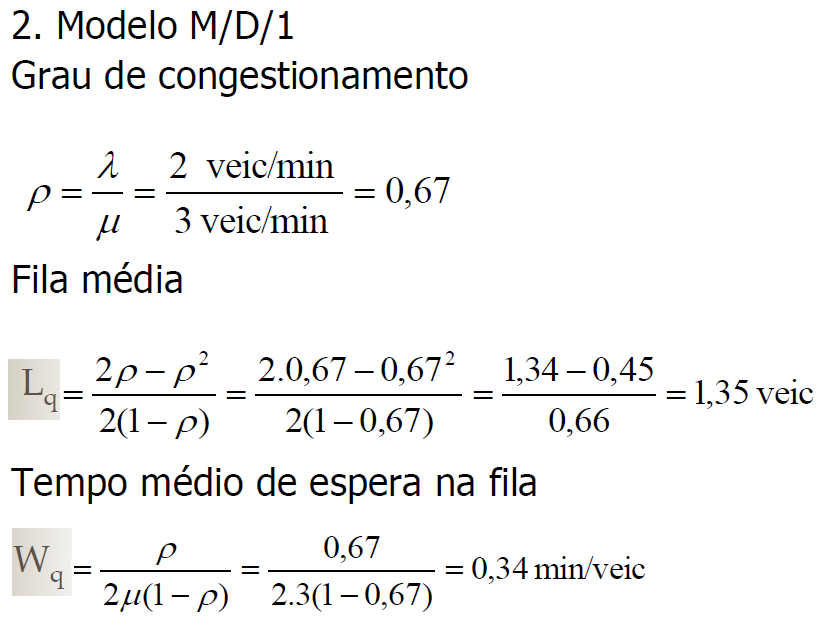 2. Modelo M/D/1
Grau de congestionamento
ρ = λ/μ = 2 veic/min / 3 veic/min = 0,67
Fila média
Lq = 2ρ − ρ² / 2(1 − ρ) = 2.0,67 − 0,67² / 2(1 − 0,67) = 1,34 − 0,45 / 0,66 = 1,35 veic
Tempo médio de espera na fila
Wq = ρ / 2μ(1 − ρ) = 0,67 / 2.3(1 − 0,67) = 0,34 min/veic